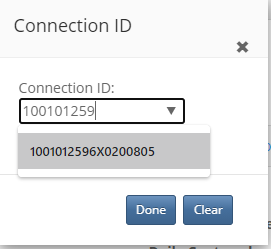 Connection ID
Connection ID:
100101259
1001012596X0200805
Done
Clear